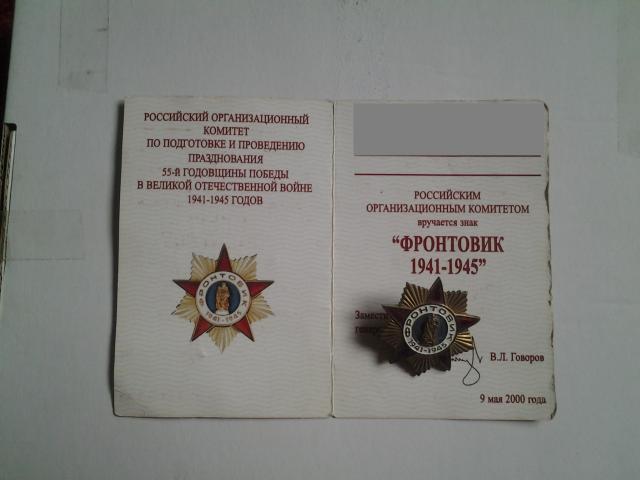 РОССИЙСКИЙ ОРГАНИЗАЦИОННЫЙ
КОМИТЕТ
ПО ПОДГОТОВКЕ И ПРОВЕДЕНИЮ
ПРАЗДНОВАНИЯ
55-й ГОДОВЩИНЫ ПОБЕДЫ
В ВЕЛИКОЙ ОТЕЧЕСТВЕННОЙ ВОЙНЕ
1941-1945 ГОДОВ
ФРОНТОВИК
1941-1945
РОССИЙСКИМ
ОРГАНИЗАЦИОННЫМ КОМИТЕТОМ
вручается знак
“ФРОНТОВИК
1941-1945”
ФРОНТОВИК
1941-1945
В.Л. Говоров
9 мая 2000 года